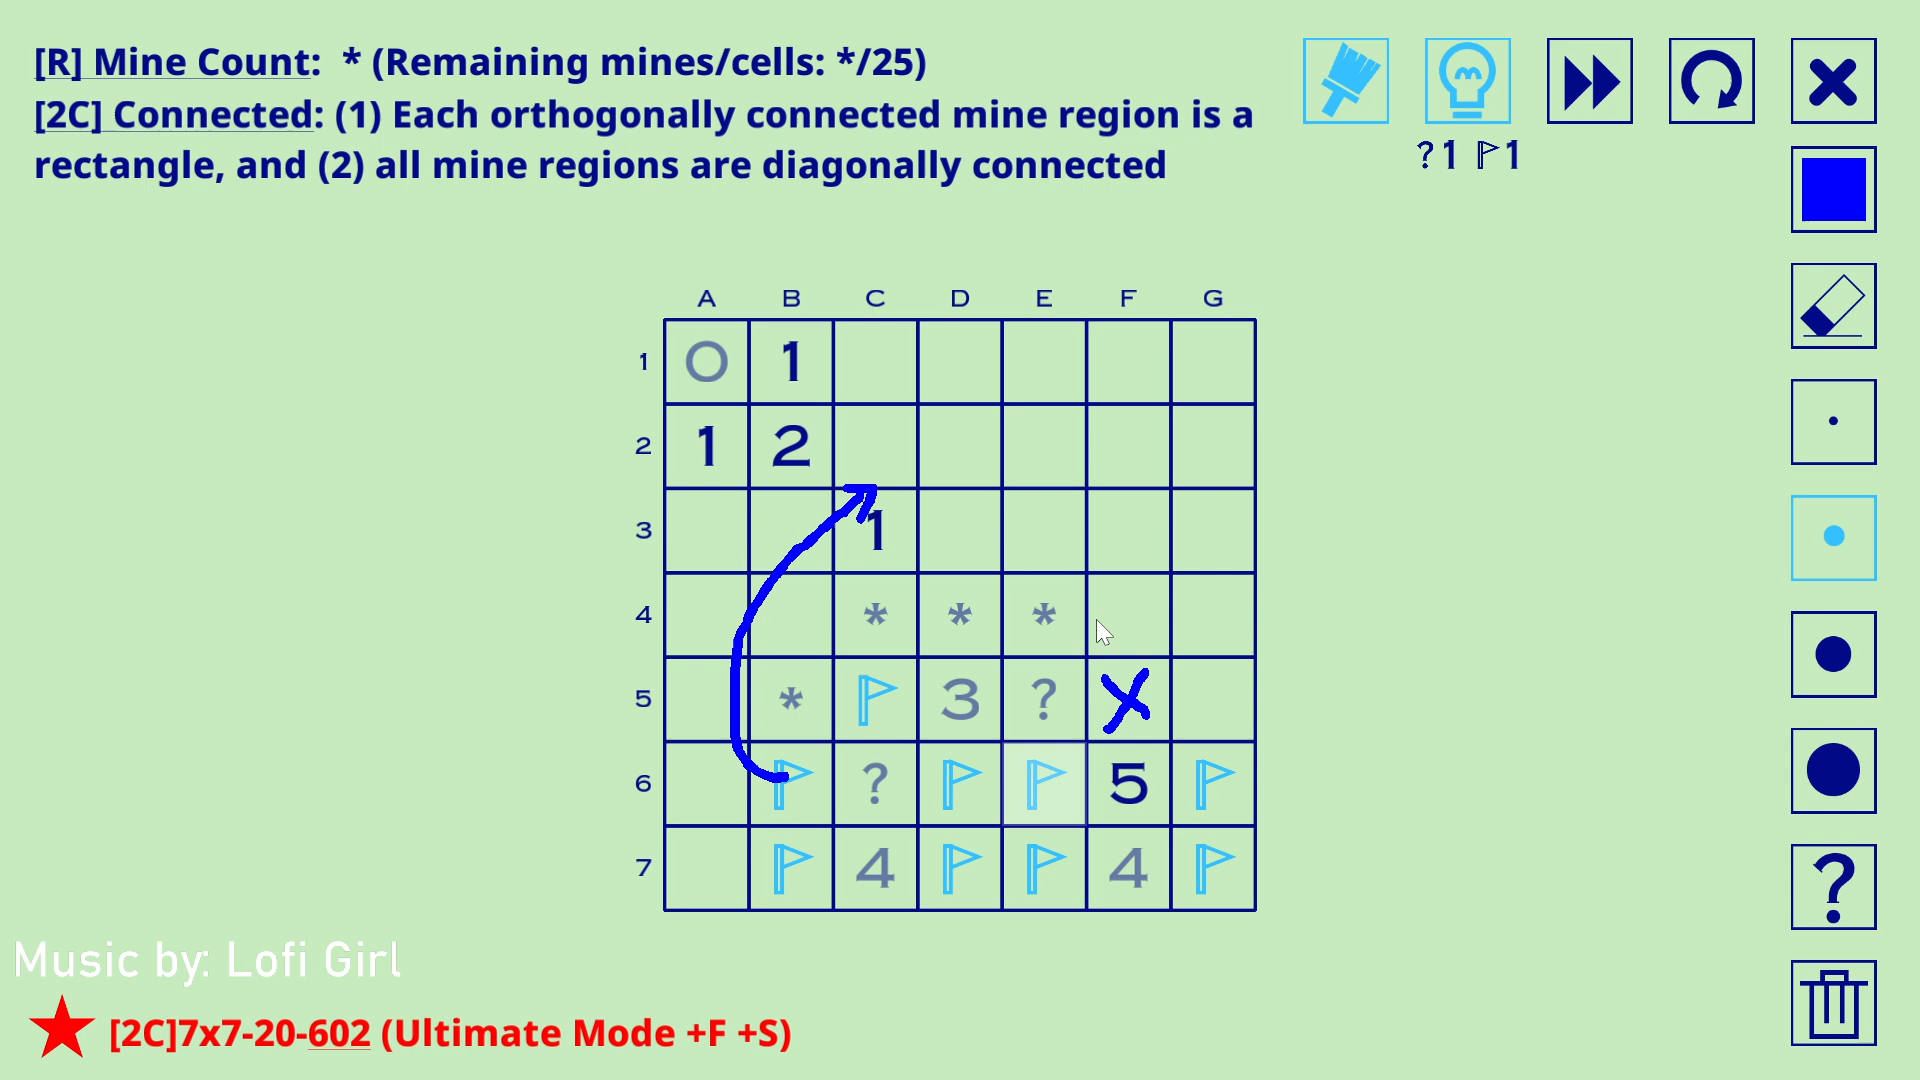 [R] Mine Count: * (Remaining mines/cells: */25)
[2C] Connected: (1) Each orthogonally connected mine region is a
rectangle, and (2) all mine regions are diagonally connected
? 1 1
A B C D E F G
1 O 1
2 1 2
3 1
4 * * *
5 * 3 ?
6 ? 5
7 4 4
?
Music by: Lofi Girl
[2C]7x7-20-602 (Ultimate Mode +F +S)